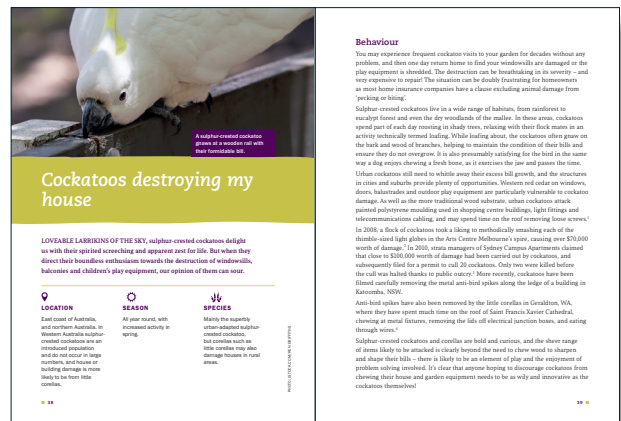 A sulphur-crested cockatoo
gnaws at a wooden rail with
their formidable bill.
Cockatoos destroying my
house
LOVEABLE LARRIKINS OF THE SKY, sulphur-crested cockatoos delight
us with their spirited screeching and apparent zest for life. But when they
direct their boundless enthusiasm towards the destruction of windowsills,
balconies and children's play equipment, our opinion of them can sour.
LOCATION
East coast of Australia,
and northern Australia. In
Western Australia sulphur-
crested cockatoos are an
introduced population
and do not occur in large
numbers, and house or
building damage is more
likely to be from little
corellas.
SEASON
All year round, with
increased activity in
spring.
SPECIES
Mainly the superbly
urban-adapted sulphur-
crested cockatoo,
but corellas such as
little corellas may also
damage houses in rural
areas.
38
Behaviour
You may experience frequent cockatoo visits to your garden for decades without any
problem, and then one day return home to find your windowsills are damaged or the
play equipment is shredded. The destruction can be breathtaking in its severity – and
very expensive to repair! The situation can be doubly frustrating for homeowners
as most home insurance companies have a clause excluding animal damage from
'pecking or biting'.
Sulphur-crested cockatoos live in a wide range of habitats, from rainforest to
eucalypt forest and even the dry woodlands of the mallee. In these areas, cockatoos
spend part of each day roosting in shady trees, relaxing with their flock mates in an
activity technically termed loafing. While loafing about, the cockatoos often gnaw on
the bark and wood of branches, helping to maintain the condition of their bills and
ensure they do not overgrow. It is also presumably satisfying for the bird in the same
way a dog enjoys chewing a fresh bone, as it exercises the jaw and passes the time.
Urban cockatoos still need to whittle away their excess bill growth, and the structures
in cities and suburbs provide plenty of opportunities. Western red cedar on windows,
doors, balustrades and outdoor play equipment are particularly vulnerable to cockatoo
damage. As well as the more traditional wood substrate, urban cockatoos attack
painted polystyrene moulding used in shopping centre buildings, light fittings and
telecommunications cabling, and may spend time on the roof removing loose screws.¹
In 2008, a flock of cockatoos took a liking to methodically smashing each of the
thimble-sized light globes in the Arts Centre Melbourne's spire, causing over $70,000
worth of damage.² In 2010, strata managers of Sydney Campus Apartments claimed
that close to $100,000 worth of damage had been carried out by cockatoos, and
subsequently filed for a permit to cull 20 cockatoos. Only two were killed before
the cull was halted thanks to public outcry.³ More recently, cockatoos have been
filmed carefully removing the metal anti-bird spikes along the ledge of a building in
Katoomba, NSW.
Anti-bird spikes have also been removed by the little corellas in Geraldton, WA,
where they have spent much time on the roof of Saint Francis Xavier Cathedral,
chewing at metal fixtures, removing the lids off electrical junction boxes, and eating
through wires.⁴
Sulphur-crested cockatoos and corellas are bold and curious, and the sheer range
of items likely to be attacked is clearly beyond the need to chew wood to sharpen
and shape their bills – there is likely to be an element of play and the enjoyment of
problem solving involved. It's clear that anyone hoping to discourage cockatoos from
chewing their house and garden equipment needs to be as wily and innovative as the
cockatoos themselves!
39